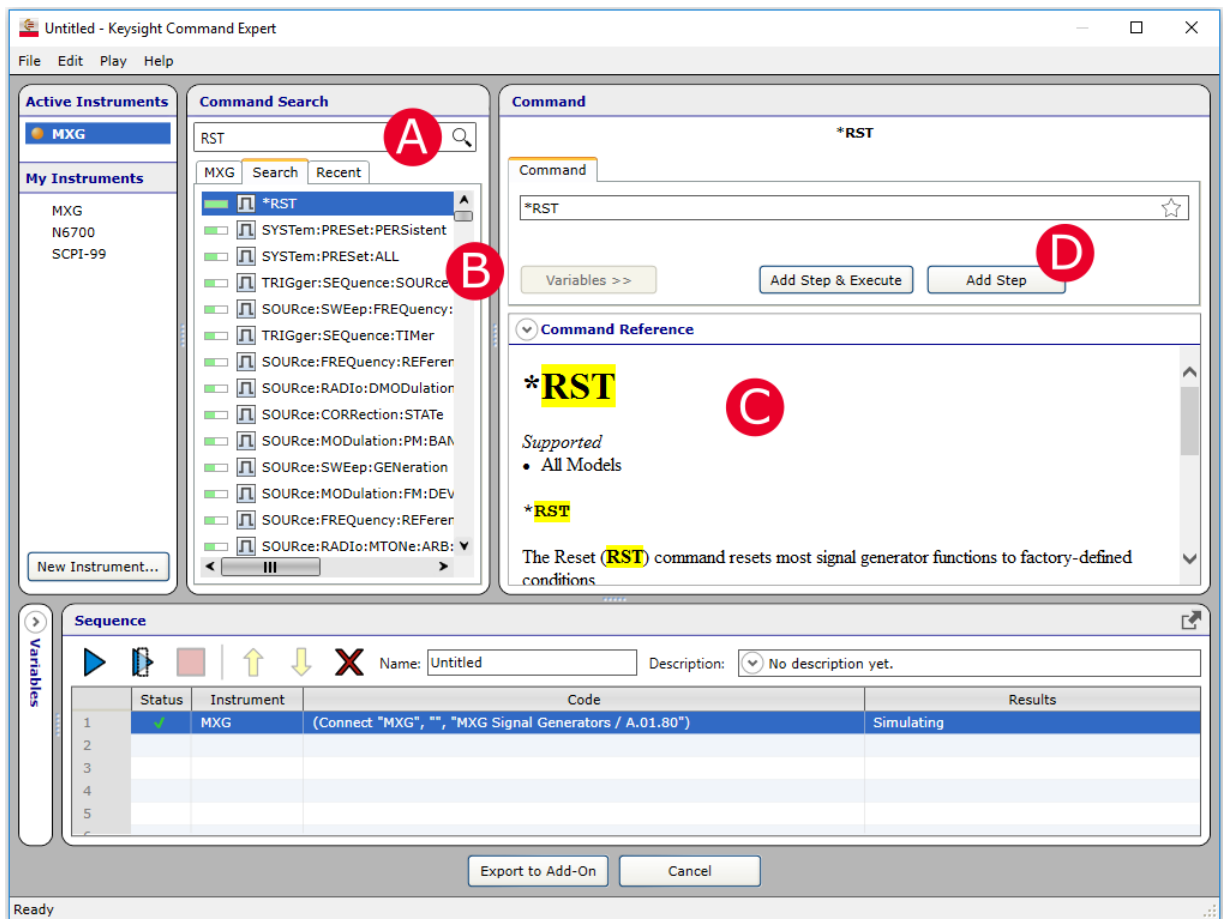 Untitled - Keysight Command Expert
File Edit Play Help
Active Instruments
MXG
My Instruments
MXG
N6700
SCPI-99
New Instrument...
Command Search
RST
A
MXG Search Recent
*RST
SYSTem:PRESet:PERSistent
SYSTem:PRESet:ALL
B
TRIGger:SEQuence:SOURce
SOURce:SWEep:FREQuency:
TRIGger:SEQuence:TIMer
SOURce:FREQuency:REFeren
SOURce:RADIo:DMODulation
SOURce:CORRection:STATe
SOURce:MODulation:PM:BAN
SOURce:SWEep:GENeration
SOURce:MODulation:FM:DEV
SOURce:FREQuency:REFeren
SOURce:RADIo:MTONe:ARB:
Command
*RST
Command
*RST
D
Variables >> Add Step & Execute Add Step
Command Reference
*RST
C
Supported
• All Models
*RST
The Reset (RST) command resets most signal generator functions to factory-defined
conditions
Variables
Sequence
Name: Untitled Description: No description yet.
Status Instrument Code Results
1 MXG (Connect "MXG", "", "MXG Signal Generators / A.01.80") Simulating
2
3
4
5
Export to Add-On Cancel
Ready